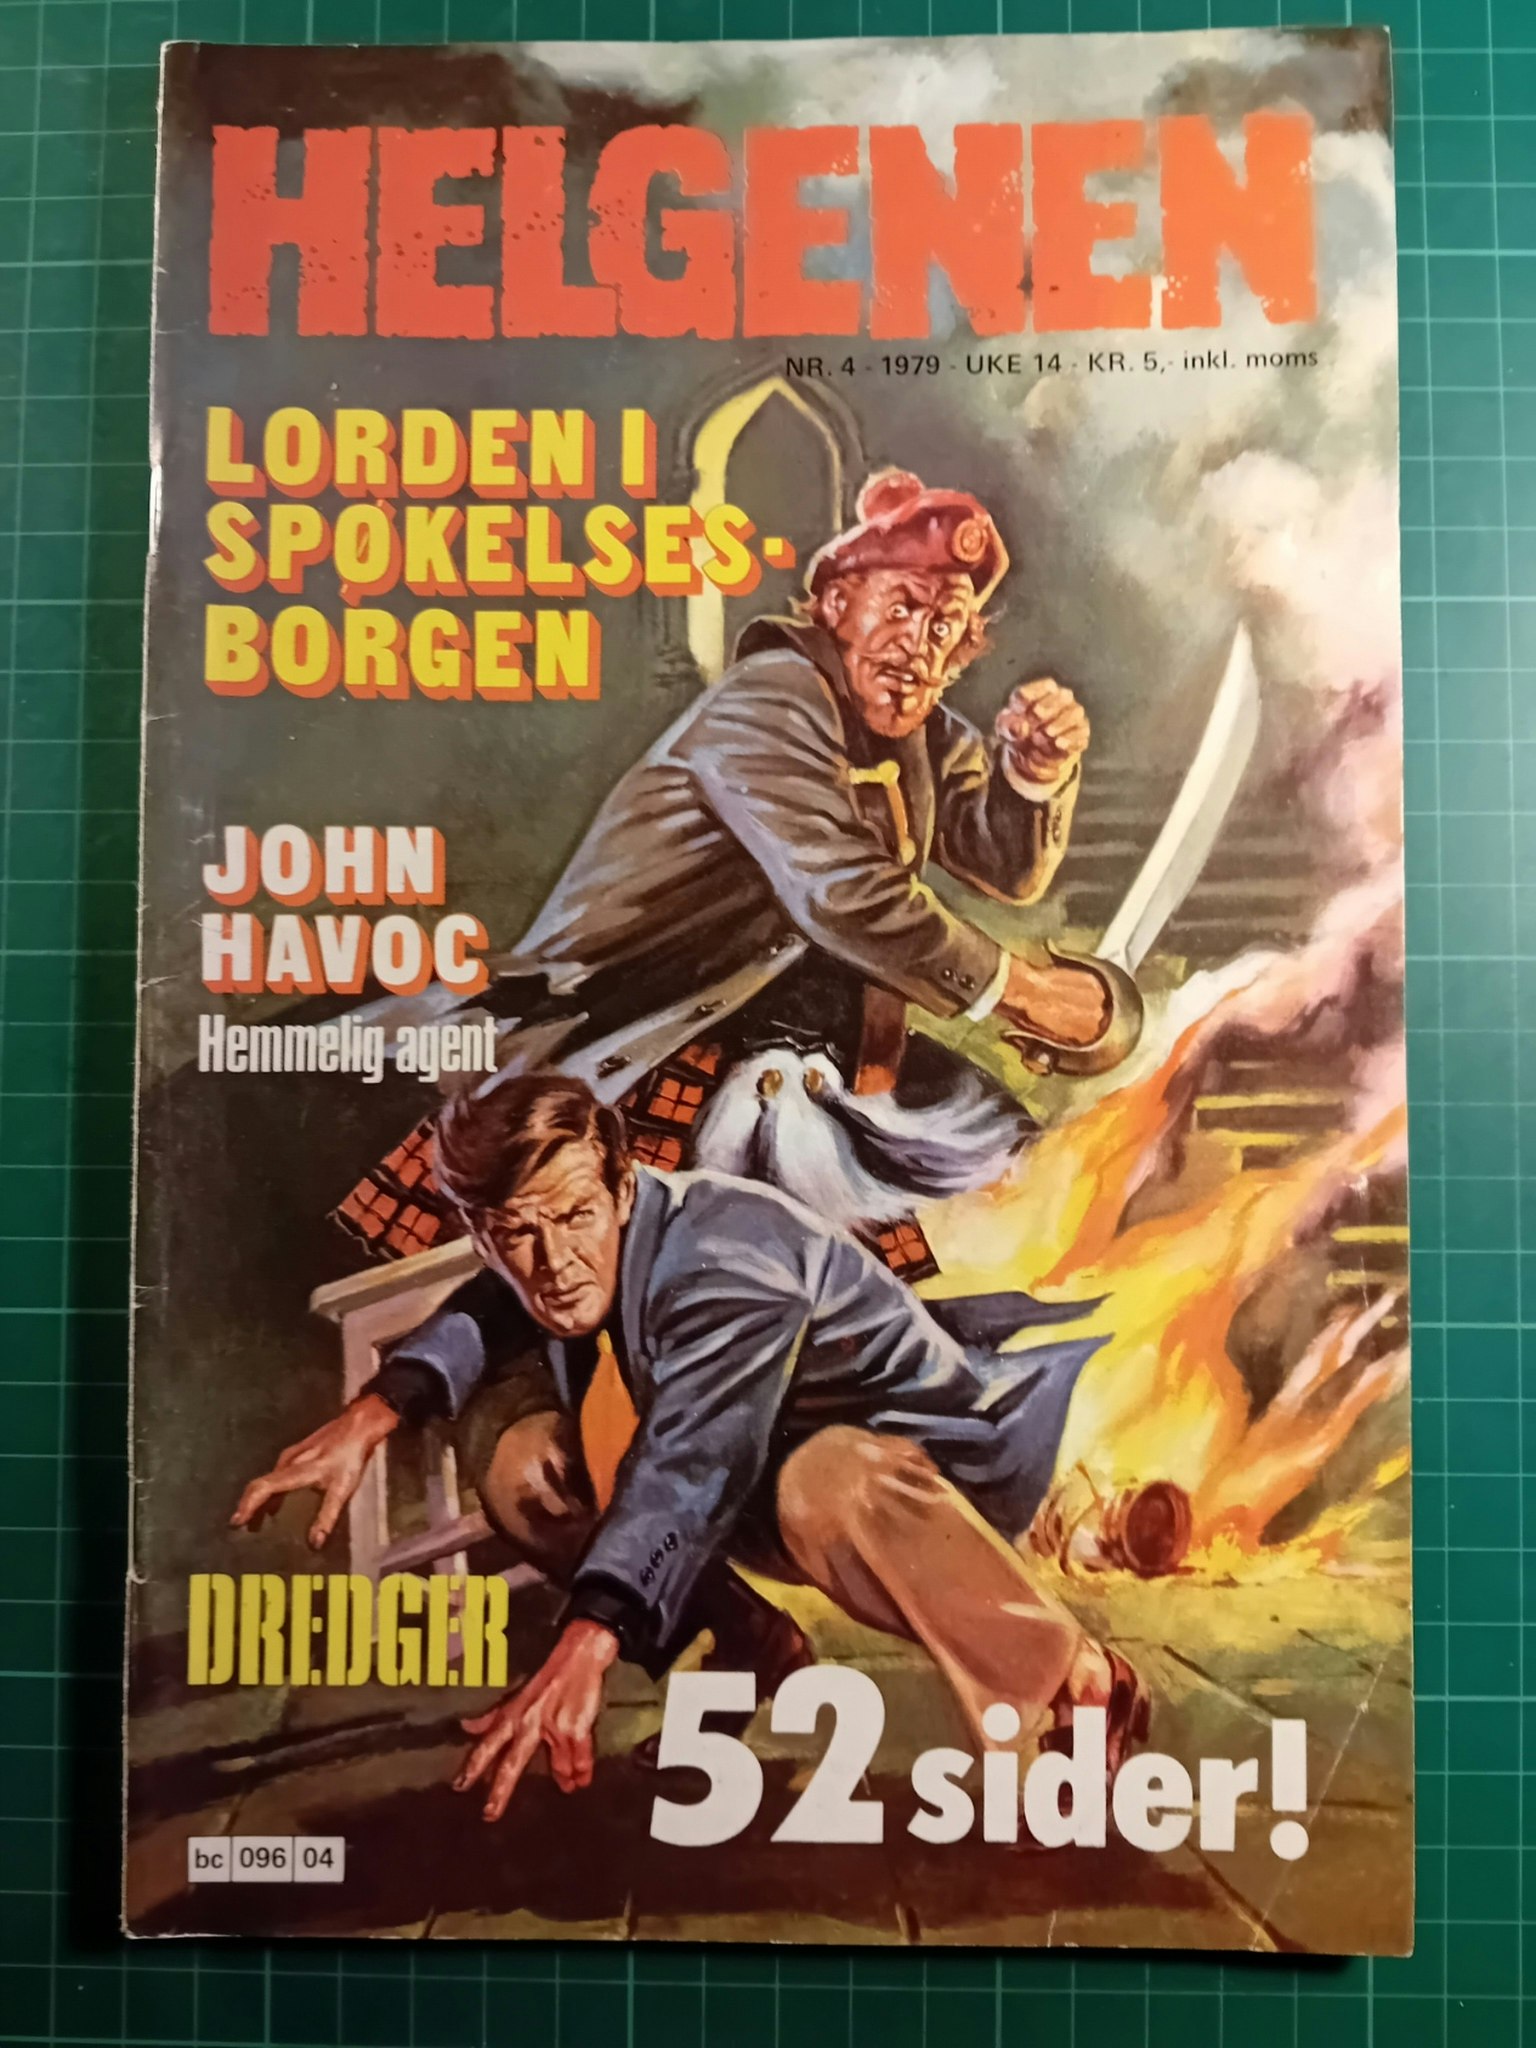 HELGENEN
NR. 4 - 1979 - UKE 14 - KR. 5,- inkl. moms
LORDEN I
SPØKELSES-
BORGEN
JOHN
HAVOC
Hemmelig agent
DREDGER
52 sider!
bc 096 04